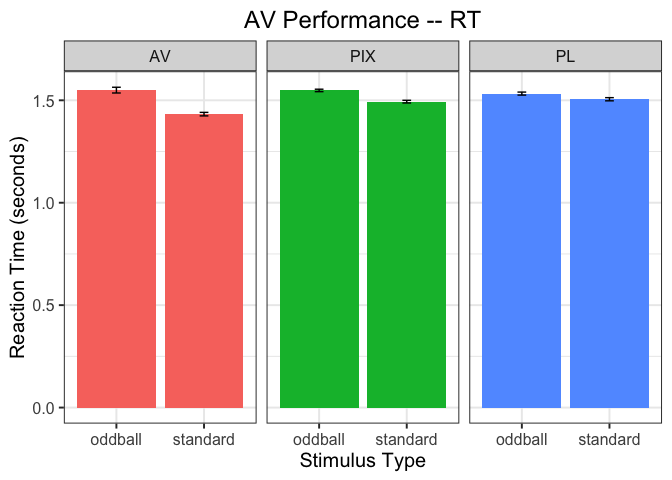 AV Performance -- RT
AV PIX PL
Reaction Time (seconds)
1.5
1.0
0.5
0.0
oddball standard oddball standard oddball standard
Stimulus Type